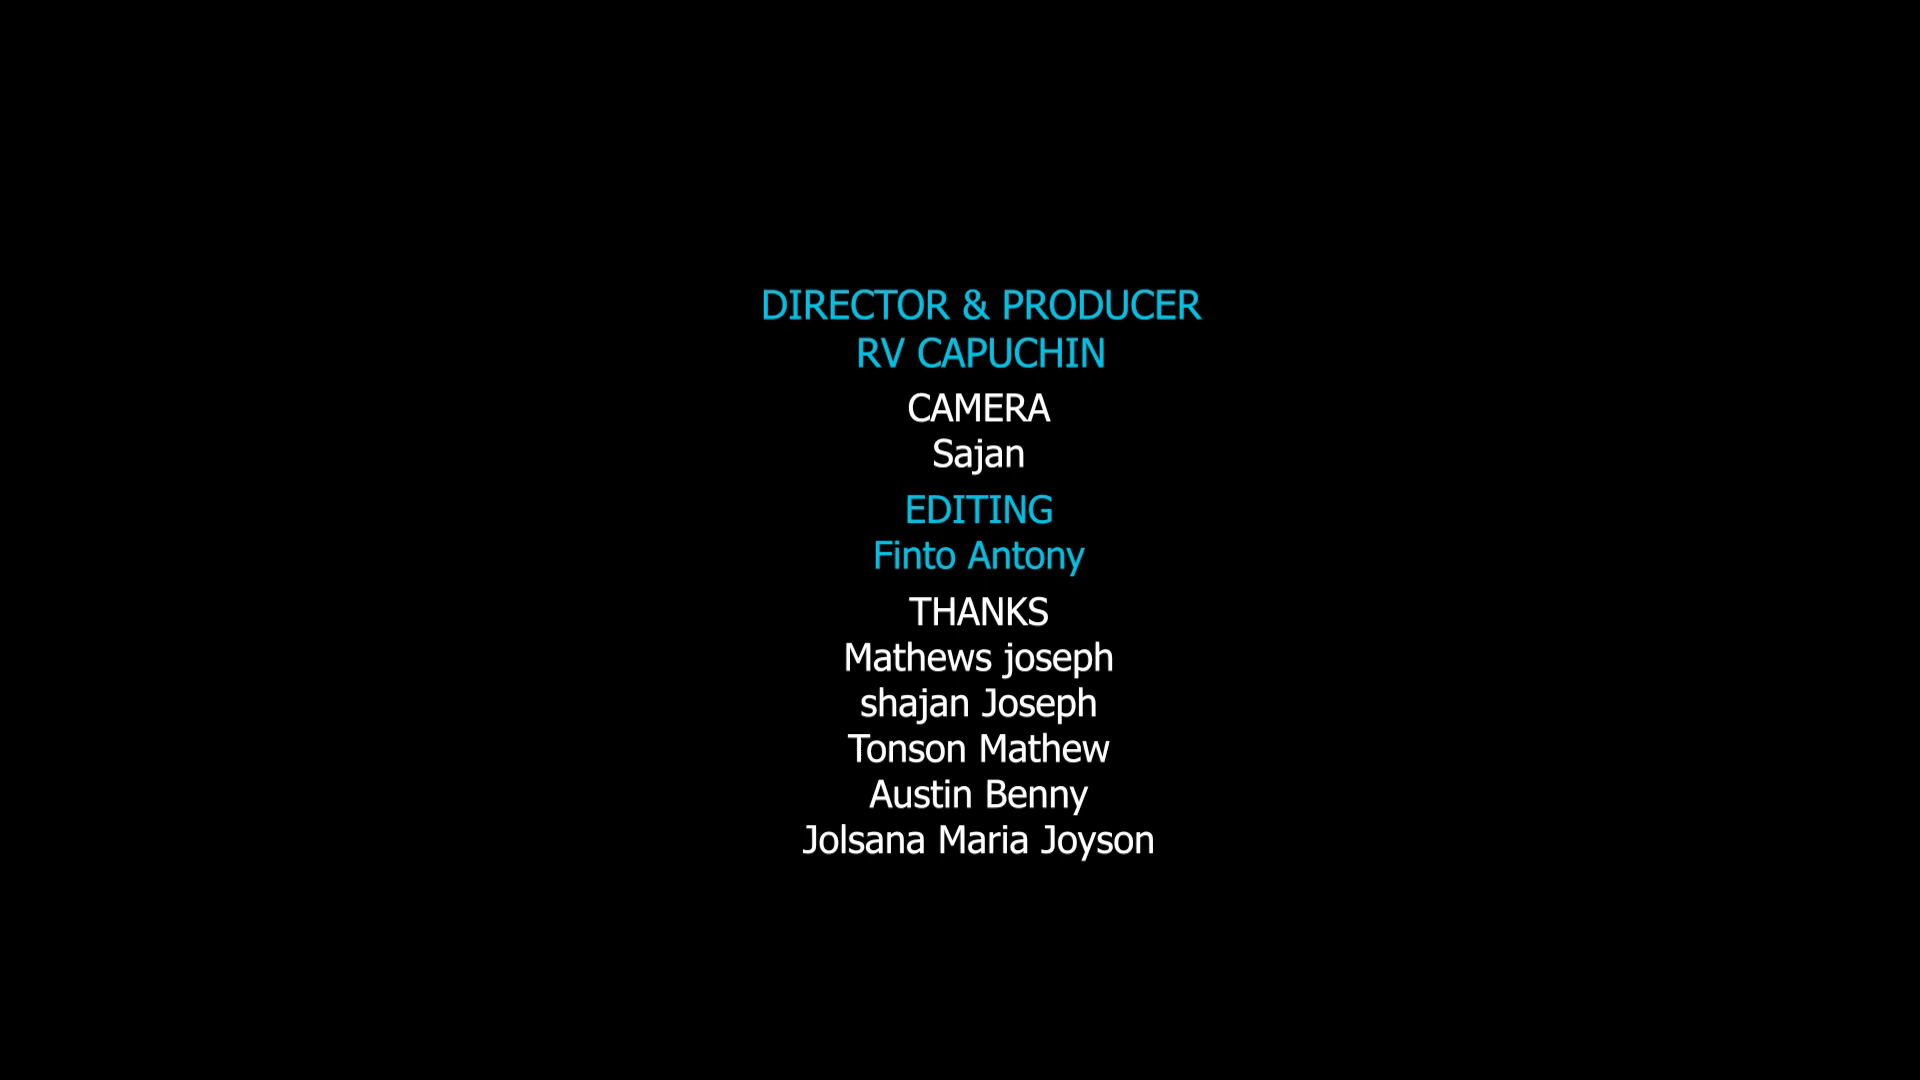 DIRECTOR & PRODUCER
RV CAPUCHIN
CAMERA
Sajan
EDITING
Finto Antony
THANKS
Mathews joseph
shajan Joseph
Tonson Mathew
Austin Benny
Jolsana Maria Joyson